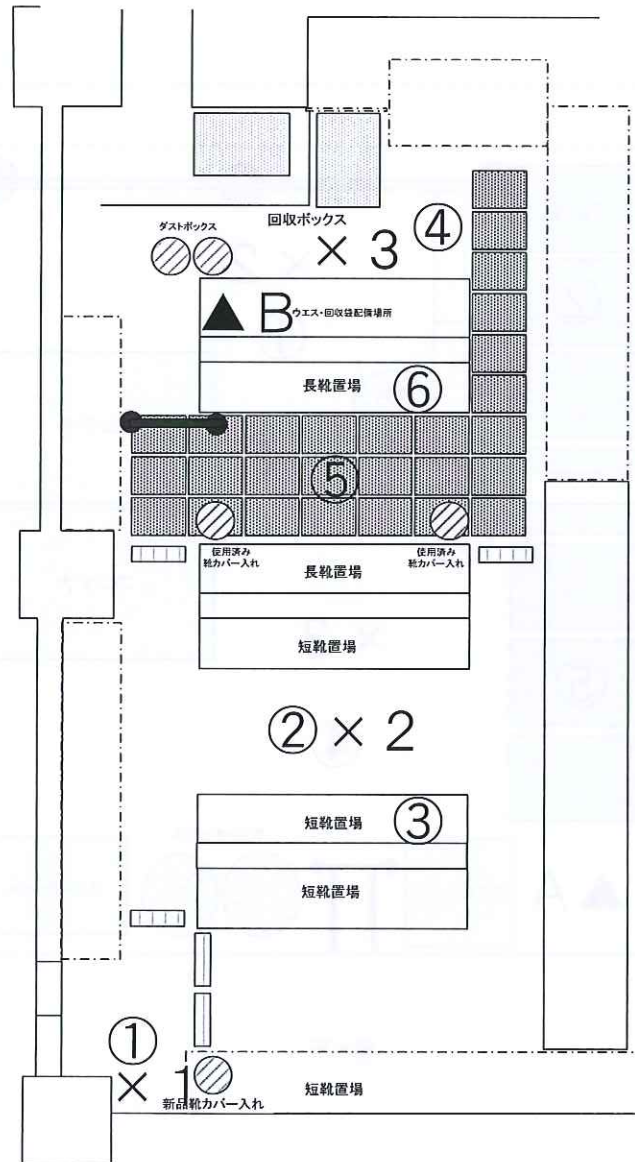 回収ボックス
ダストボックス
× 3
④
▲ B ウエス・回収袋配備場所
長靴置場
⑥
⑤
使用済み
靴カバー入れ
使用済み
靴カバー入れ
長靴置場
短靴置場
② × 2
短靴置場
③
短靴置場
①
× 1
新品靴カバー入れ
短靴置場